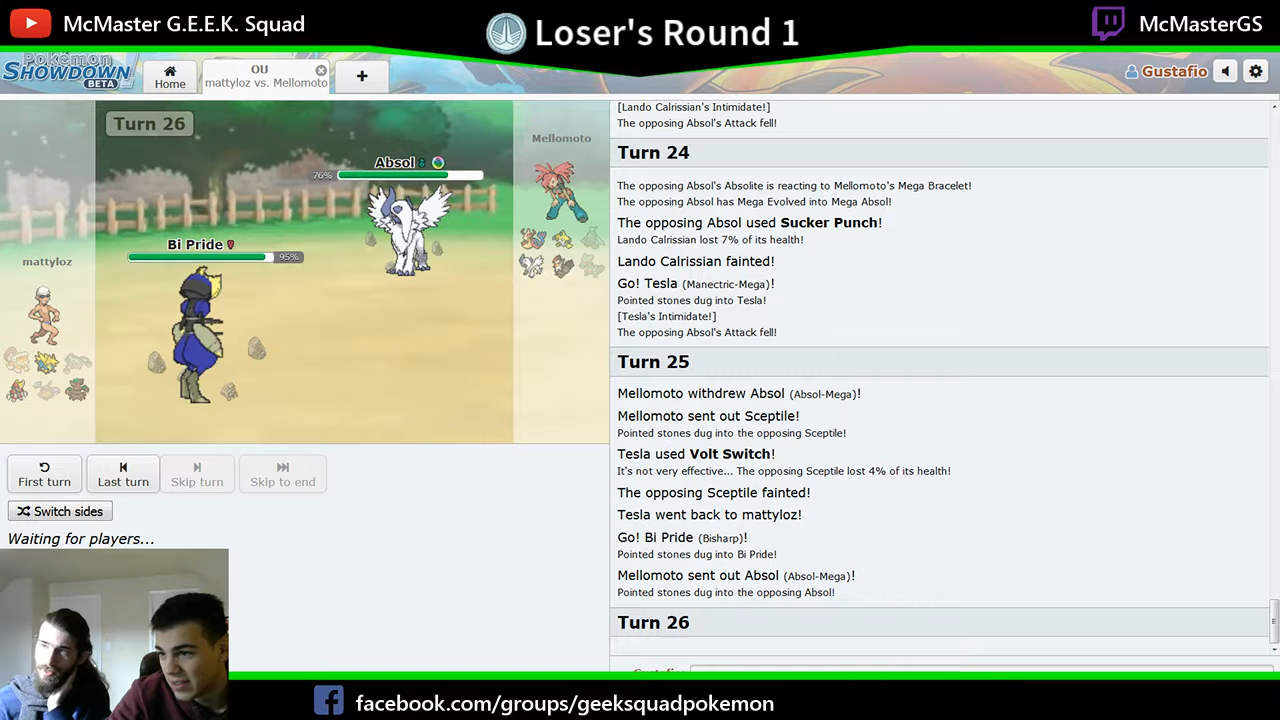 McMaster G.E.E.K. Squad
Loser's Round 1
McMasterGS
Pokémon
SHOWDOWN
BETA
Home
OU
mattyloz vs. Mellomoto
+
Gustafio
Turn 26
mattyloz
Bi Pride
95%
Absol
76%
Mellomoto
[Lando Calrissian's Intimidate!]
The opposing Absol's Attack fell!
Turn 24
The opposing Absol's Absolite is reacting to Mellomoto's Mega Bracelet!
The opposing Absol has Mega Evolved into Mega Absol!
The opposing Absol used Sucker Punch!
Lando Calrissian lost 7% of its health!
Lando Calrissian fainted!
Go! Tesla (Manectric-Mega)!
Pointed stones dug into Tesla!
[Tesla's Intimidate!]
The opposing Absol's Attack fell!
Turn 25
Mellomoto withdrew Absol (Absol-Mega)!
Mellomoto sent out Sceptile!
Pointed stones dug into the opposing Sceptile!
Tesla used Volt Switch!
It's not very effective... The opposing Sceptile lost 4% of its health!
The opposing Sceptile fainted!
Tesla went back to mattyloz!
Go! Bi Pride (Bisharp)!
Pointed stones dug into Bi Pride!
Mellomoto sent out Absol (Absol-Mega)!
Pointed stones dug into the opposing Absol!
Turn 26
First turn
Last turn
Skip turn
Skip to end
Switch sides
Waiting for players...
facebook.com/groups/geeksquadpokemon